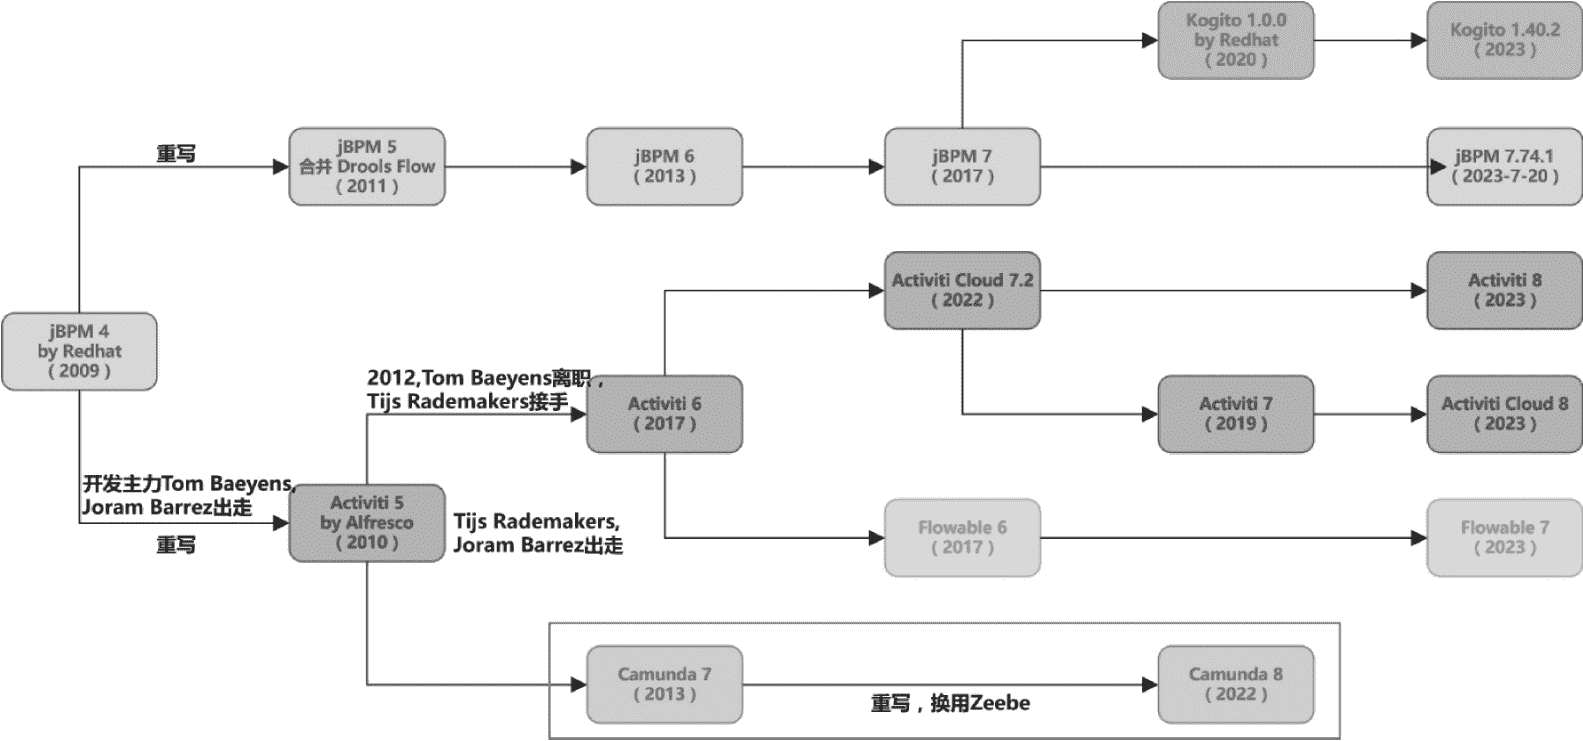 Kogito 1.0.0
by Redhat
（2020）
Kogito 1.40.2
（2023）
重写
jBPM 5
合并 Drools Flow
（2011）
jBPM 6
（2013）
jBPM 7
（2017）
jBPM 7.74.1
（2023-7-20）
Activiti Cloud 7.2
（2022）
Activiti 8
（2023）
jBPM 4
by Redhat
（2009）
2012,Tom Baeyens离职，
Tijs Rademakers接手
Activiti 6
（2017）
Activiti 7
（2019）
Activiti Cloud 8
（2023）
开发主力Tom Baeyens,
Joram Barrez出走
重写
Activiti 5
by Alfresco
（2010）
Tijs Rademakers,
Joram Barrez出走
Flowable 6
（2017）
Flowable 7
（2023）
Camunda 7
（2013）
重写，换用Zeebe
Camunda 8
（2022）